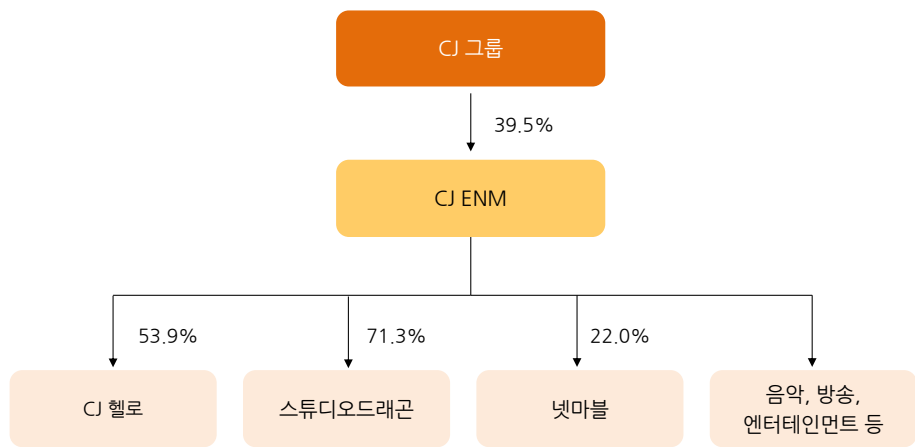 CJ 그룹
39.5%
CJ ENM
53.9%
71.3%
22.0%
CJ 헬로
스튜디오드래곤
넷마블
음악, 방송,
엔터테인먼트 등